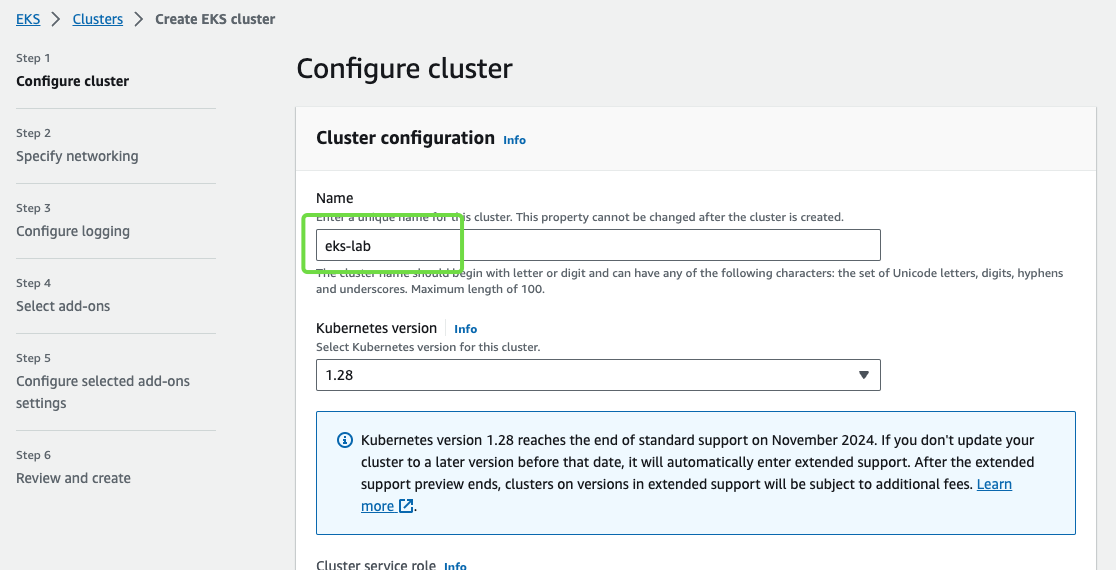 EKS > Clusters > Create EKS cluster
Step 1
Configure cluster
Step 2
Specify networking
Step 3
Configure logging
Step 4
Select add-ons
Step 5
Configure selected add-ons
settings
Step 6
Review and create
Configure cluster
Cluster configuration Info
Name
Enter a unique name for this cluster. This property cannot be changed after the cluster is created.
eks-lab
The cluster name should begin with letter or digit and can have any of the following characters: the set of Unicode letters, digits, hyphens
and underscores. Maximum length of 100.
Kubernetes version Info
Select Kubernetes version for this cluster.
1.28
Kubernetes version 1.28 reaches the end of standard support on November 2024. If you don't update your
cluster to a later version before that date, it will automatically enter extended support. After the extended
support preview ends, clusters on versions in extended support will be subject to additional fees. Learn
more.
Cluster service role Info